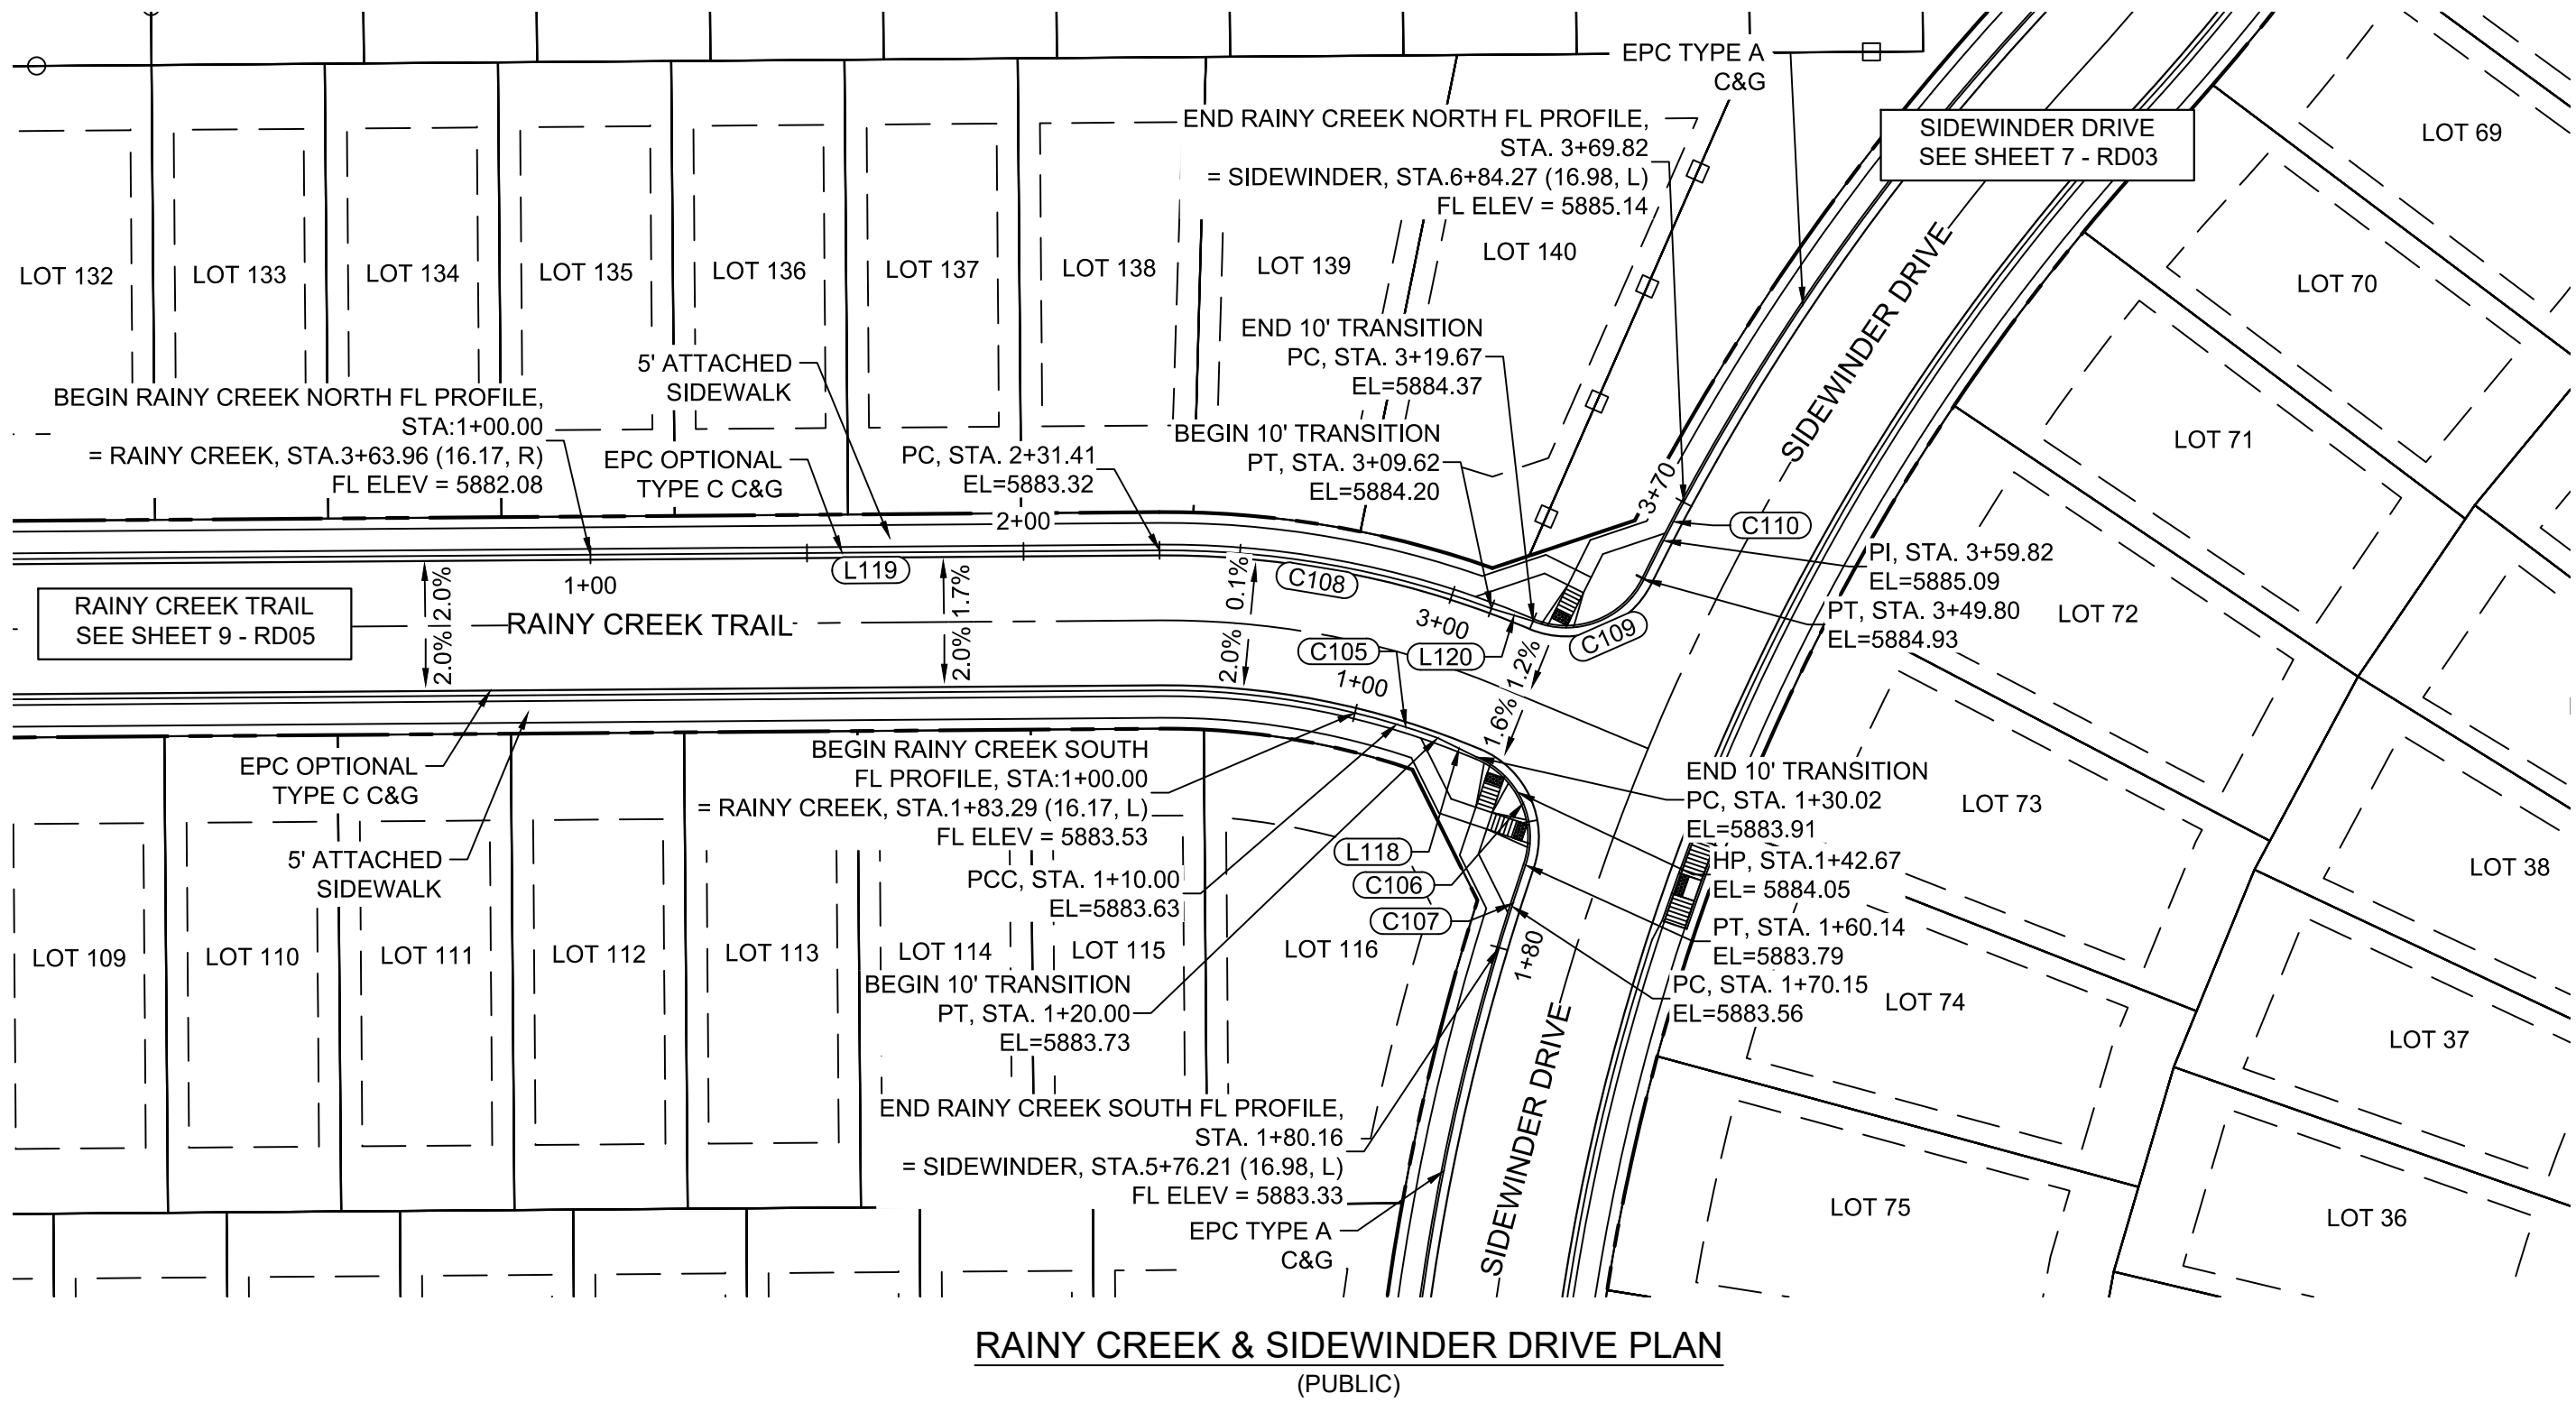 EPC TYPE A
C&G
END RAINY CREEK NORTH FL PROFILE,
STA. 3+69.82
= SIDEWINDER, STA.6+84.27 (16.98, L)
FL ELEV = 5885.14
SIDEWINDER DRIVE
SEE SHEET 7 - RD03
LOT 69
LOT 132
LOT 133
LOT 134
LOT 135
LOT 136
LOT 137
LOT 138
LOT 139
LOT 140
LOT 70
SIDEWINDER DRIVE
END 10' TRANSITION
PC, STA. 3+19.67
EL=5884.37
5' ATTACHED
SIDEWALK
BEGIN RAINY CREEK NORTH FL PROFILE,
STA:1+00.00
= RAINY CREEK, STA.3+63.96 (16.17, R)
FL ELEV = 5882.08
EPC OPTIONAL
TYPE C C&G
PC, STA. 2+31.41
EL=5883.32
BEGIN 10' TRANSITION
PT, STA. 3+09.62
EL=5884.20
LOT 71
3+70
2+00
C110
L119
1+00
C108
PI, STA. 3+59.82
EL=5885.09
PT, STA. 3+49.80
EL=5884.93
LOT 72
RAINY CREEK TRAIL
SEE SHEET 9 - RD05
2.0%
2.0%
RAINY CREEK TRAIL
1.7%
2.0%
0.1%
2.0%
3+00
C109
C105
L120
1.2%
1.6%
1+00
EPC OPTIONAL
TYPE C C&G
5' ATTACHED
SIDEWALK
BEGIN RAINY CREEK SOUTH
FL PROFILE, STA:1+00.00
= RAINY CREEK, STA.1+83.29 (16.17, L)
FL ELEV = 5883.53
PCC, STA. 1+10.00
EL=5883.63
L118
C106
C107
END 10' TRANSITION
PC, STA. 1+30.02
EL=5883.91
HP, STA.1+42.67
EL= 5884.05
PT, STA. 1+60.14
EL=5883.79
PC, STA. 1+70.15
EL=5883.56
LOT 73
LOT 38
LOT 109
LOT 110
LOT 111
LOT 112
LOT 113
LOT 114
LOT 115
LOT 116
1+80
LOT 74
LOT 37
BEGIN 10' TRANSITION
PT, STA. 1+20.00
EL=5883.73
END RAINY CREEK SOUTH FL PROFILE,
STA. 1+80.16
= SIDEWINDER, STA.5+76.21 (16.98, L)
FL ELEV = 5883.33
EPC TYPE A
C&G
SIDEWINDER DRIVE
SIDEWINDER DRIVE
LOT 75
LOT 36
RAINY CREEK & SIDEWINDER DRIVE PLAN
(PUBLIC)